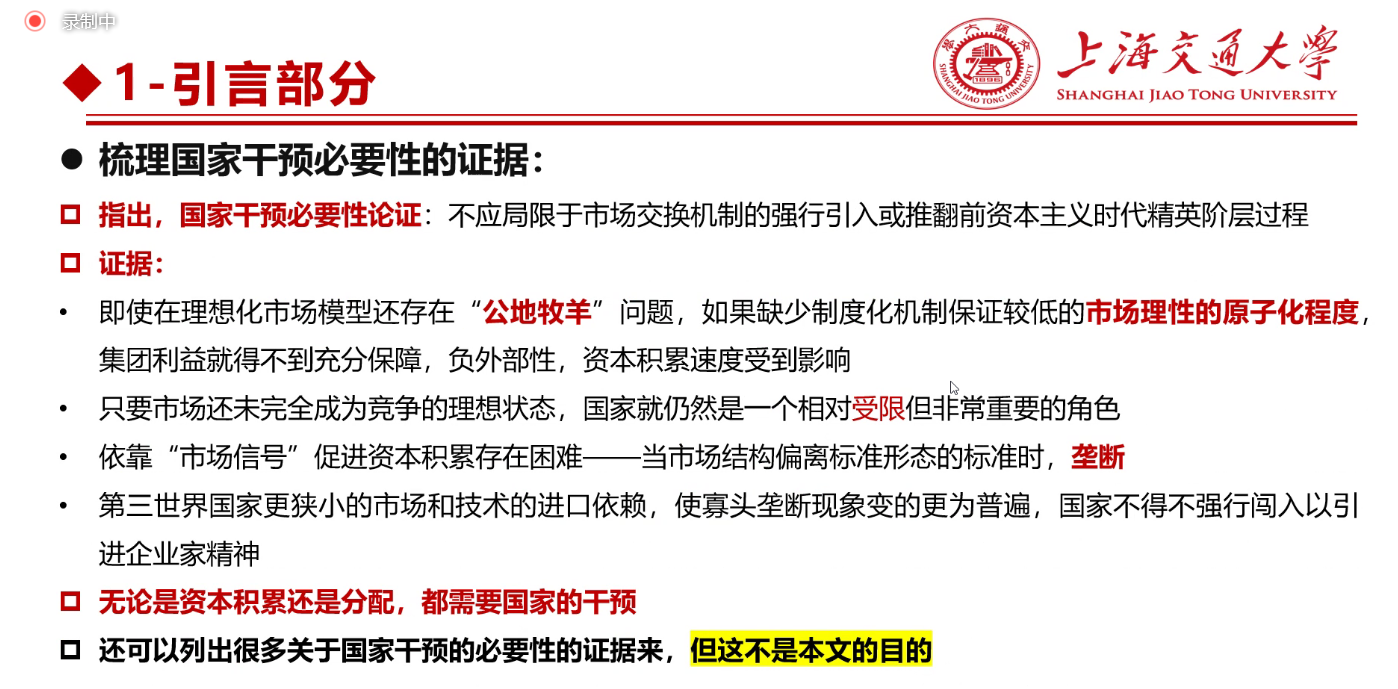 录制中
上海交通大学
SHANGHAI JIAO TONG UNIVERSITY
1896
SHANGHAI JIAO TONG UNIVERSITY
◆1-引言部分
● 梳理国家干预必要性的证据：
指出，国家干预必要性论证：不应局限于市场交换机制的强行引入或推翻前资本主义时代精英阶层过程
证据：
• 即使在理想化市场模型还存在“公地牧羊”问题，如果缺少制度化机制保证较低的市场理性的原子化程度，
集团利益就得不到充分保障，负外部性，资本积累速度受到影响
• 只要市场还未完全成为竞争的理想状态，国家就仍然是一个相对受限但非常重要的角色
• 依靠“市场信号”促进资本积累存在困难——当市场结构偏离标准形态的标准时，垄断
• 第三世界国家更狭小的市场和技术的进口依赖，使寡头垄断现象变的更为普遍，国家不得不强行闯入以引
进企业家精神
无论是资本积累还是分配，都需要国家的干预
还可以列出很多关于国家干预的必要性的证据来，但这不是本文的目的